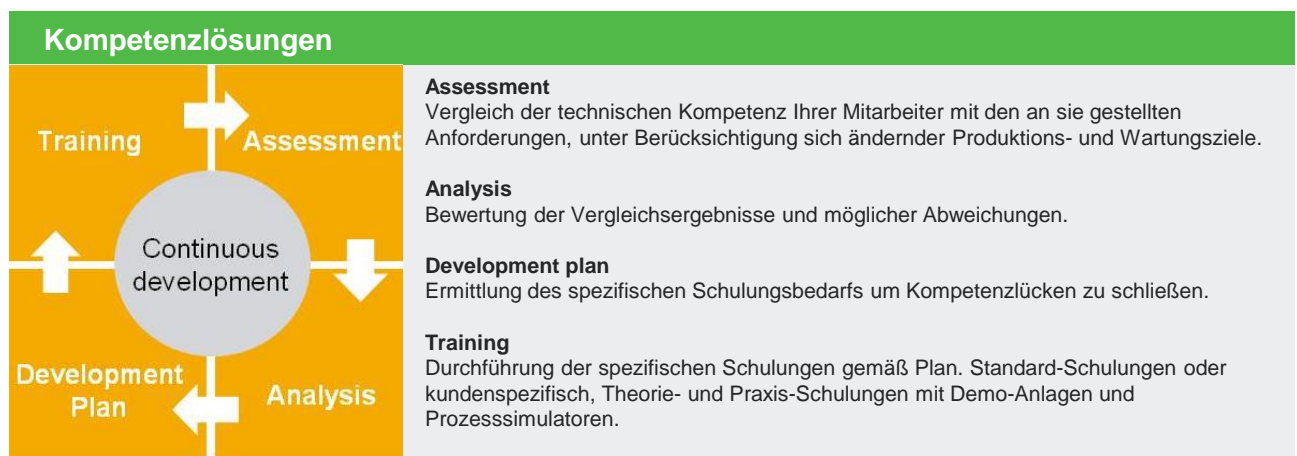 Kompetenzlösungen
Training
Assessment
Continuous
development
Development
Plan
Analysis
Assessment
Vergleich der technischen Kompetenz Ihrer Mitarbeiter mit den an sie gestellten
Anforderungen, unter Berücksichtigung sich ändernder Produktions- und Wartungsziele.
Analysis
Bewertung der Vergleichsergebnisse und möglicher Abweichungen.
Development plan
Ermittlung des spezifischen Schulungsbedarfs um Kompetenzlücken zu schließen.
Training
Durchführung der spezifischen Schulungen gemäß Plan. Standard-Schulungen oder
kundenspezifisch, Theorie- und Praxis-Schulungen mit Demo-Anlagen und
Prozesssimulatoren.